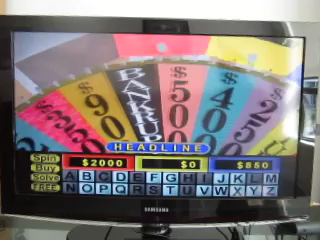 $900
BANKRUPT
$500
$400
HEADLINE
Spin
$2000
$0
$850
Buy
A B C D E F G H I J K L M
Solve
N O P Q R S T U V W X Y Z
FREE
SAMSUNG